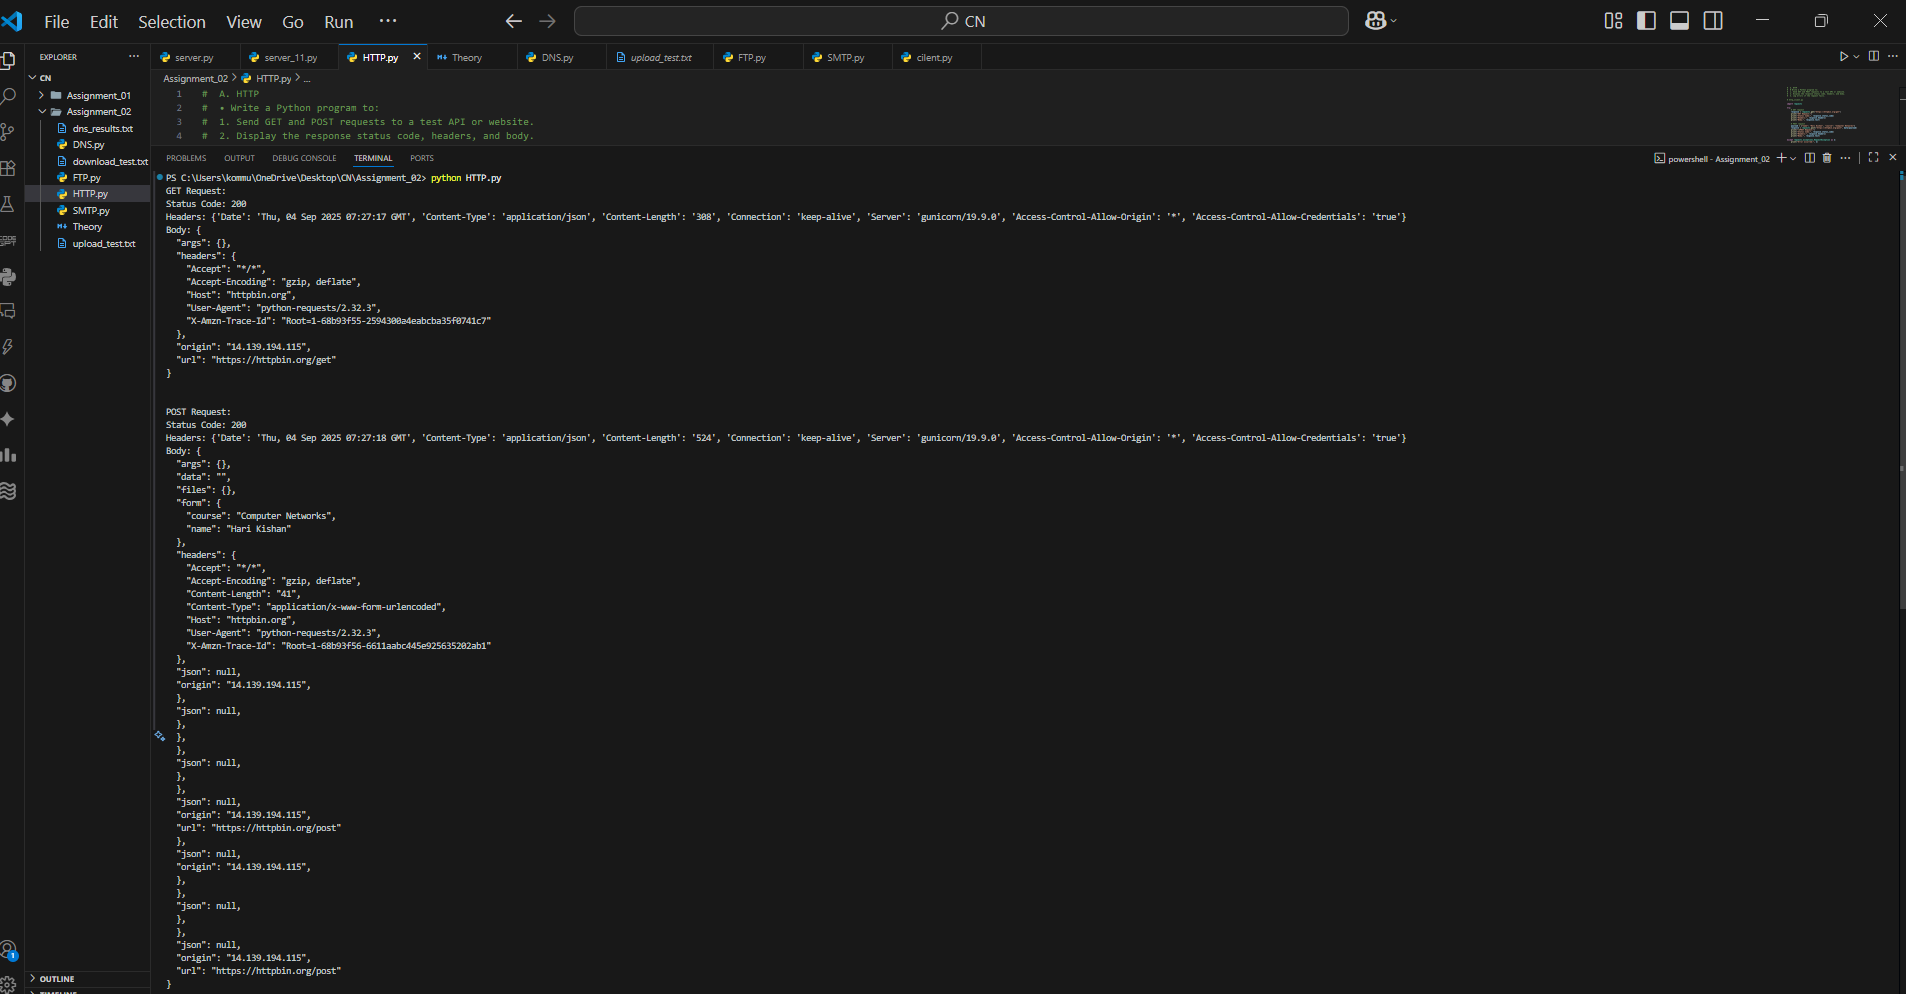 File Edit Selection View Go Run ···
CN
EXPLORER ···
CN
Assignment_01
Assignment_02
dns_results.txt
DNS.py
download_test.txt
FTP.py
HTTP.py
SMTP.py
Theory
upload_test.txt
OUTLINE
TIMELINE
server.py server_11.py HTTP.py Theory DNS.py upload_test.txt FTP.py SMTP.py cilent.py
Assignment_02 > HTTP.py > ...
1 # A. HTTP
2 # • Write a Python program to:
3 # 1. Send GET and POST requests to a test API or website.
4 # 2. Display the response status code, headers, and body.
PROBLEMS OUTPUT DEBUG CONSOLE TERMINAL PORTS
powershell - Assignment_02
PS C:\Users\kommu\OneDrive\Desktop\CN\Assignment_02> python HTTP.py
GET Request:
Status Code: 200
Headers: {'Date': 'Thu, 04 Sep 2025 07:27:17 GMT', 'Content-Type': 'application/json', 'Content-Length': '308', 'Connection': 'keep-alive', 'Server': 'gunicorn/19.9.0', 'Access-Control-Allow-Origin': '*', 'Access-Control-Allow-Credentials': 'true'}
Body: {
"args": {},
"headers": {
"Accept": "*/*",
"Accept-Encoding": "gzip, deflate",
"Host": "httpbin.org",
"User-Agent": "python-requests/2.32.3",
"X-Amzn-Trace-Id": "Root=1-68b93f55-2594300a4eabcba35f0741c7"
},
"origin": "14.139.194.115",
"url": "https://httpbin.org/get"
}
POST Request:
Status Code: 200
Headers: {'Date': 'Thu, 04 Sep 2025 07:27:18 GMT', 'Content-Type': 'application/json', 'Content-Length': '524', 'Connection': 'keep-alive', 'Server': 'gunicorn/19.9.0', 'Access-Control-Allow-Origin': '*', 'Access-Control-Allow-Credentials': 'true'}
Body: {
"args": {},
"data": "",
"files": {},
"form": {
"course": "Computer Networks",
"name": "Hari Kishan"
},
"headers": {
"Accept": "*/*",
"Accept-Encoding": "gzip, deflate",
"Content-Length": "41",
"Content-Type": "application/x-www-form-urlencoded",
"Host": "httpbin.org",
"User-Agent": "python-requests/2.32.3",
"X-Amzn-Trace-Id": "Root=1-68b93f56-6611aabc445e925635202ab1"
},
"json": null,
"origin": "14.139.194.115",
},
"json": null,
},
},
},
"json": null,
},
},
"json": null,
"origin": "14.139.194.115",
"url": "https://httpbin.org/post"
},
"json": null,
"origin": "14.139.194.115",
},
},
"json": null,
},
},
"json": null,
"origin": "14.139.194.115",
"url": "https://httpbin.org/post"
}